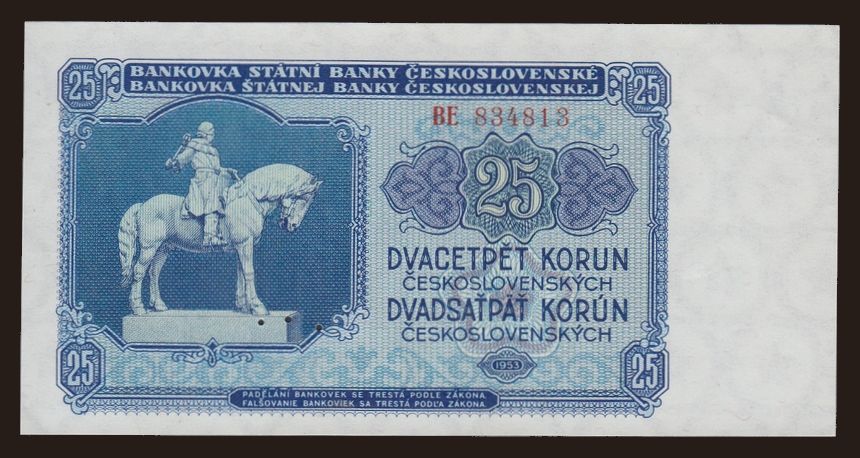 25
BANKOVKA STÁTNÍ BANKY ČESKOSLOVENSKÉ
BANKOVKA ŠTÁTNEJ BANKY ČESKOSLOVENSKEJ
25
BE 834813
25
DVACETPĚT KORUN
ČESKOSLOVENSKÝCH
DVADSAŤPÄŤ KORÚN
ČESKOSLOVENSKÝCH
25
1953
25
PADĚLÁNÍ BANKOVEK SE TRESTÁ PODLE ZÁKONA.
FALŠOVANIE BANKOVIEK SA TRESTÁ PODĽA ZÁKONA.